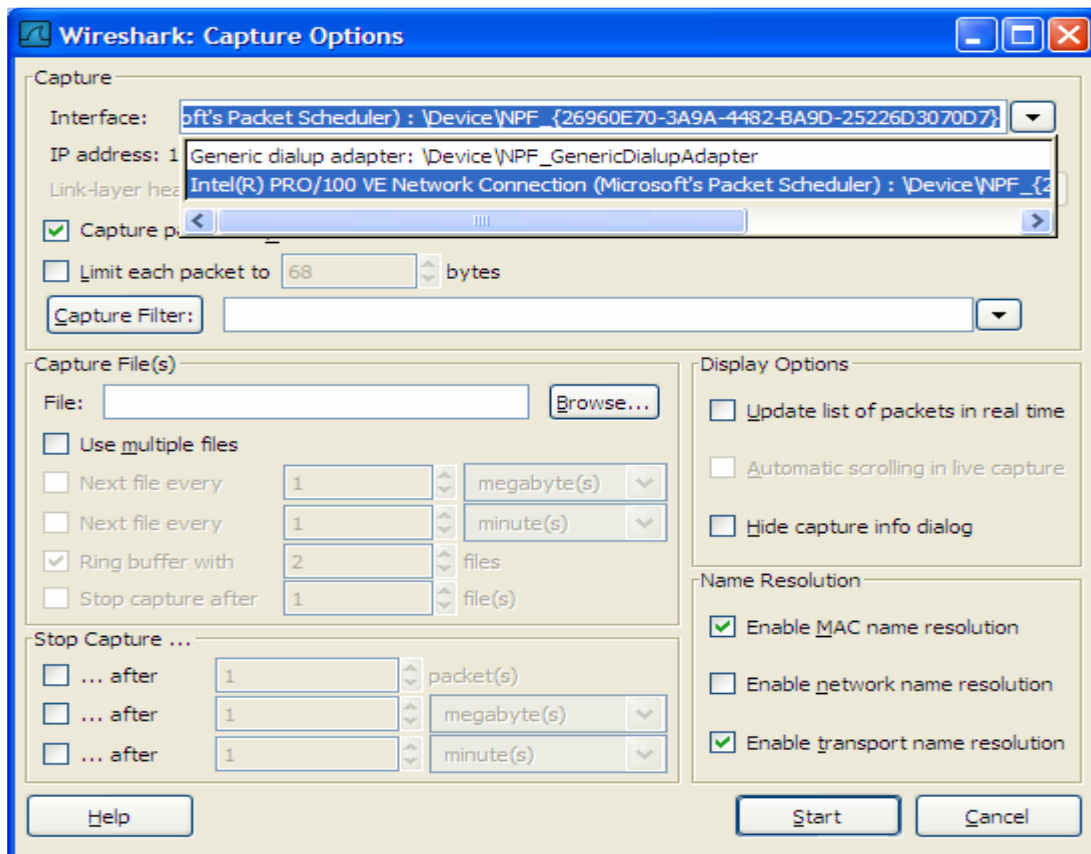 Wireshark: Capture Options
Capture
Interface: oft's Packet Scheduler) : \Device\NPF_{26960E70-3A9A-4482-BA9D-25226D3070D7}
IP address: 1
Generic dialup adapter: \Device\NPF_GenericDialupAdapter
Link-layer hea
Intel(R) PRO/100 VE Network Connection (Microsoft's Packet Scheduler) : \Device\NPF_{2
Capture p
Limit each packet to 68 bytes
Capture Filter:
Capture File(s)
File: Browse...
Use multiple files
Next file every 1 megabyte(s)
Next file every 1 minute(s)
Ring buffer with 2 files
Stop capture after 1 file(s)
Stop Capture ...
... after 1 packet(s)
... after 1 megabyte(s)
... after 1 minute(s)
Display Options
Update list of packets in real time
Automatic scrolling in live capture
Hide capture info dialog
Name Resolution
Enable MAC name resolution
Enable network name resolution
Enable transport name resolution
Help
Start
Cancel